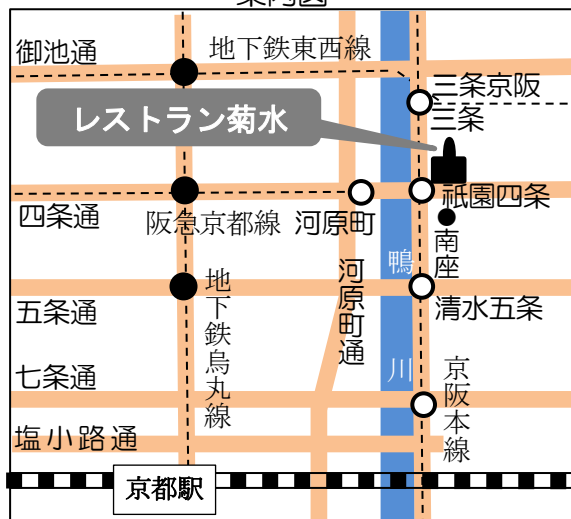 御池通
地下鉄東西線
三条京阪
三条
レストラン菊水
四条通
阪急京都線
河原町
祇園四条
南座
鴨川
河原町通
地下鉄烏丸線
五条通
清水五条
七条通
京阪本線
塩小路通
京都駅